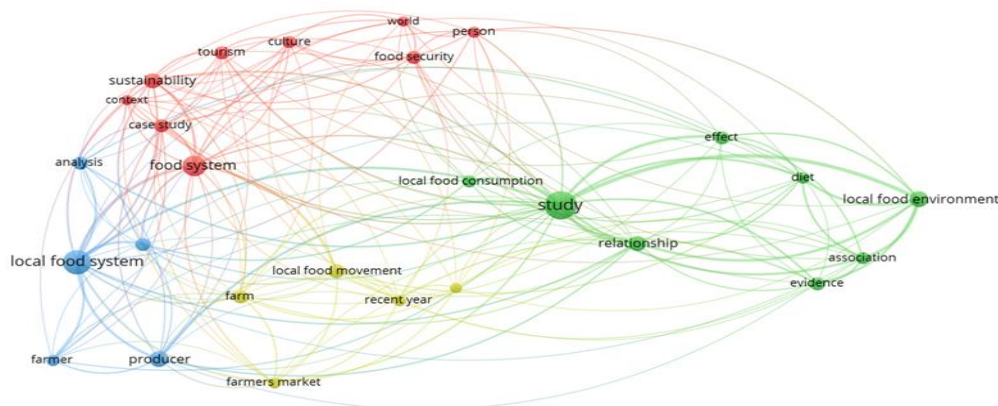 world
person
culture
tourism
food security
sustainability
context
case study
effect
analysis
food system
diet
local food consumption
local food environment
study
relationship
local food system
association
local food movement
evidence
farm
recent year
farmer
producer
farmers market